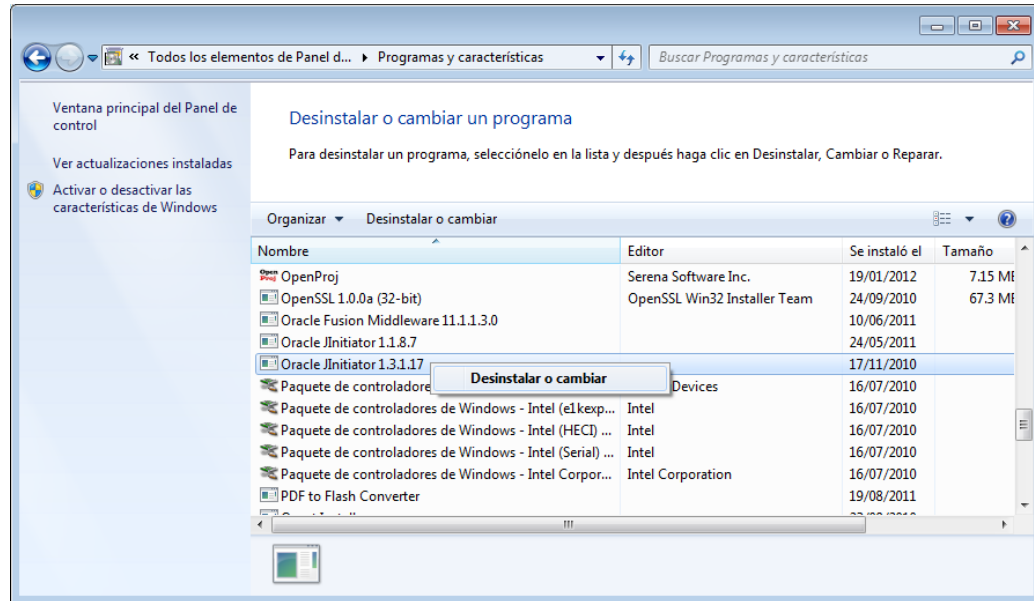 « Todos los elementos de Panel d... Programas y características
Buscar Programas y características
Ventana principal del Panel de
control
Ver actualizaciones instaladas
Activar o desactivar las
características de Windows
Desinstalar o cambiar un programa
Para desinstalar un programa, selecciónelo en la lista y después haga clic en Desinstalar, Cambiar o Reparar.
Organizar Desinstalar o cambiar
Nombre Editor Se instaló el Tamaño
OpenProj Serena Software Inc. 19/01/2012 7.15 MB
OpenSSL 1.0.0a (32-bit) OpenSSL Win32 Installer Team 24/09/2010 67.3 MB
Oracle Fusion Middleware 11.1.1.3.0 10/06/2011
Oracle JInitiator 1.1.8.7 24/05/2011
Oracle JInitiator 1.3.1.17 17/11/2010
Desinstalar o cambiar
Paquete de controladore Devices 16/07/2010
Paquete de controladores de Windows - Intel (e1kexp... Intel 16/07/2010
Paquete de controladores de Windows - Intel (HECI) ... Intel 16/07/2010
Paquete de controladores de Windows - Intel (Serial) ... Intel 16/07/2010
Paquete de controladores de Windows - Intel Corpor... Intel Corporation 16/07/2010
PDF to Flash Converter 19/08/2011